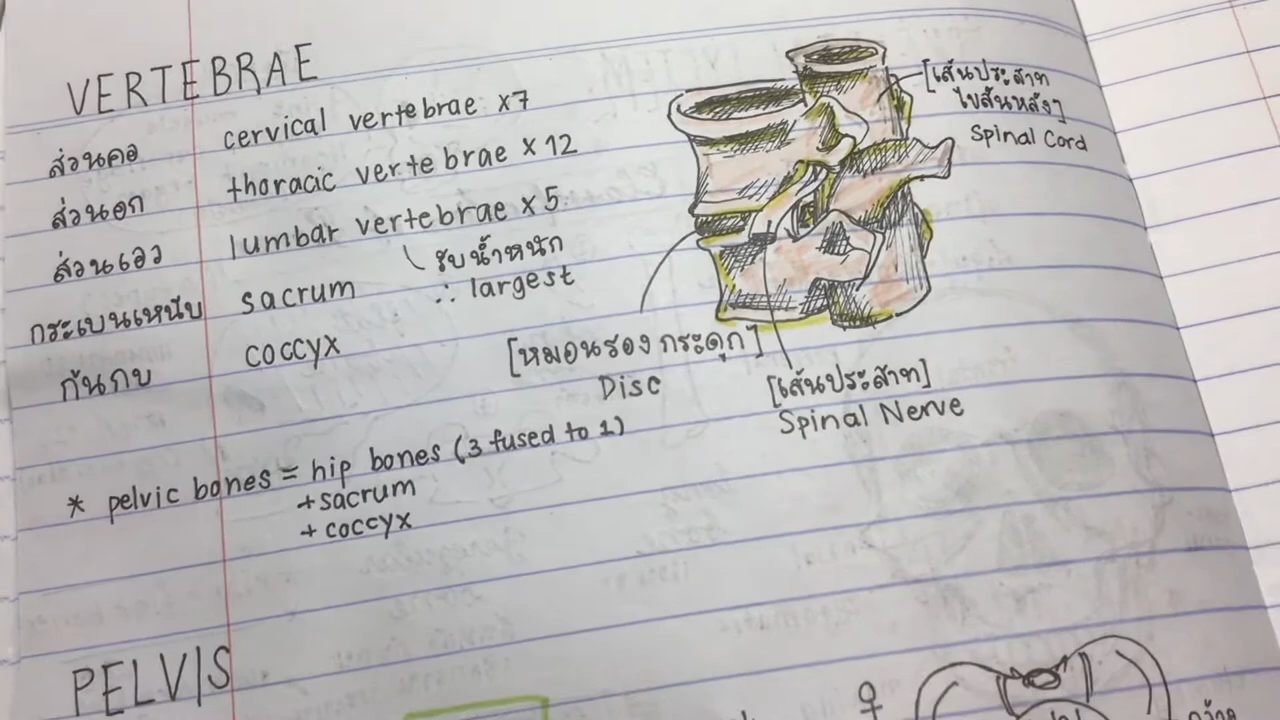 VERTEBRAE
ส่วนคอ cervical vertebrae x7
ส่วนอก thoracic vertebrae x 12
ส่วนเอว lumbar vertebrae x 5
รับน้ำหนัก
∴ largest
กระเบนเหน็บ sacrum
ก้นกบ coccyx
[เส้นประสาท
ไขสันหลัง]
Spinal Cord
[หมอนรองกระดูก]
Disc
[เส้นประสาท]
Spinal Nerve
* pelvic bones = hip bones (3 fused to 1)
+ sacrum
+ coccyx
PELVIS
♀